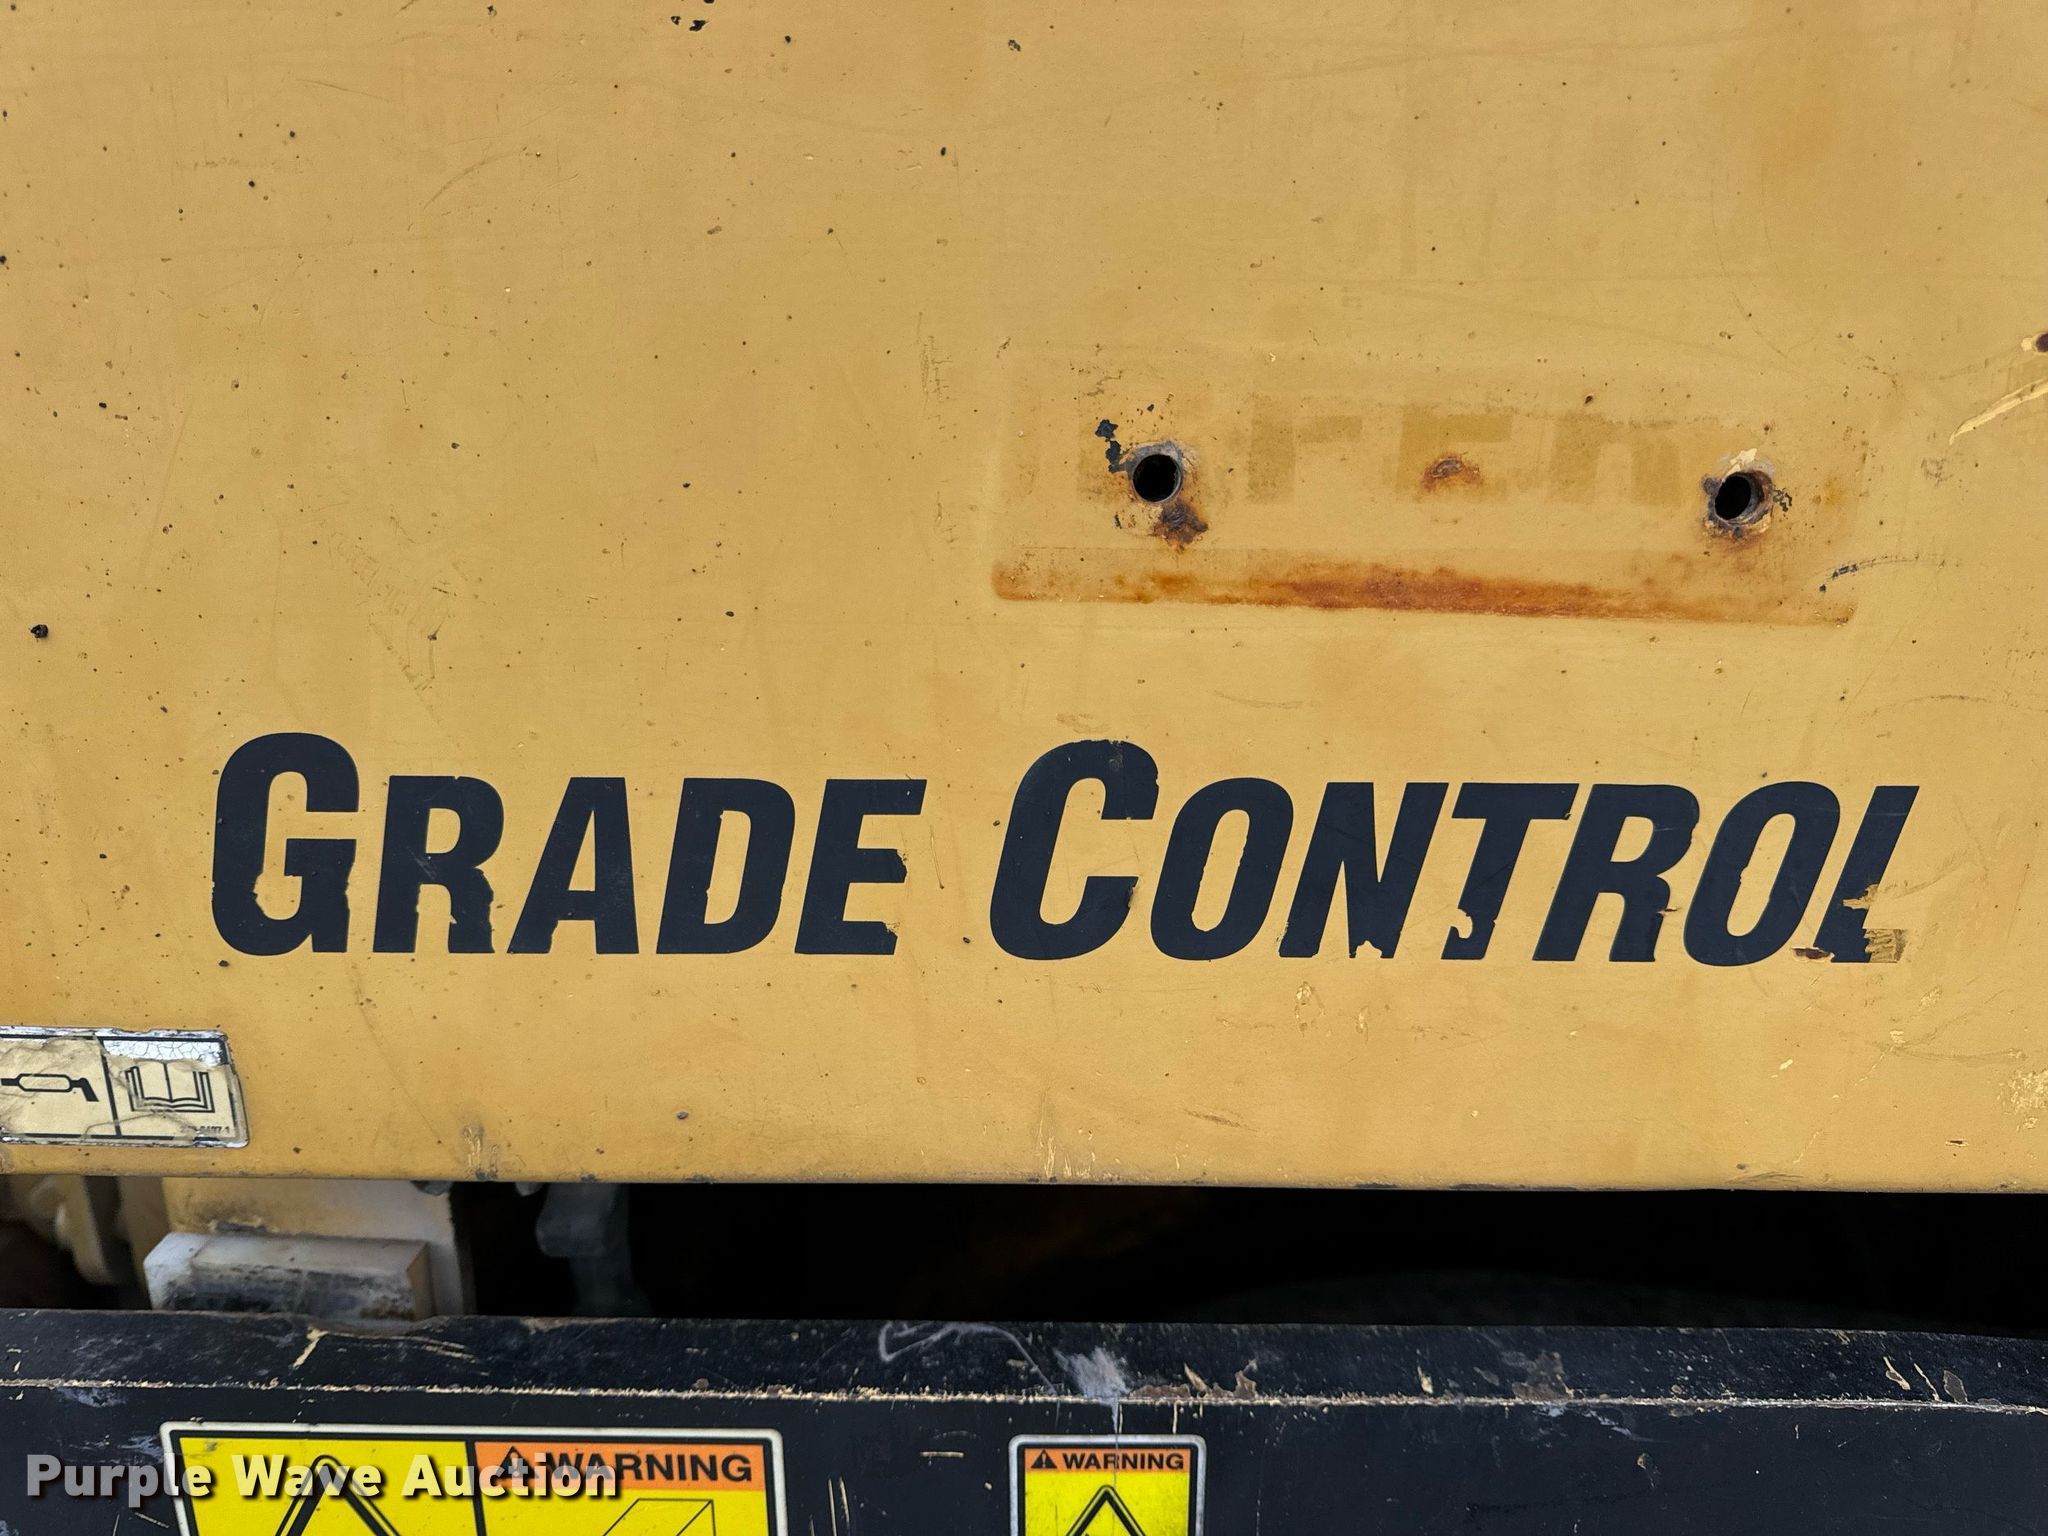 GRADE CONTROL
WARNING
WARNING
Purple Wave Auction